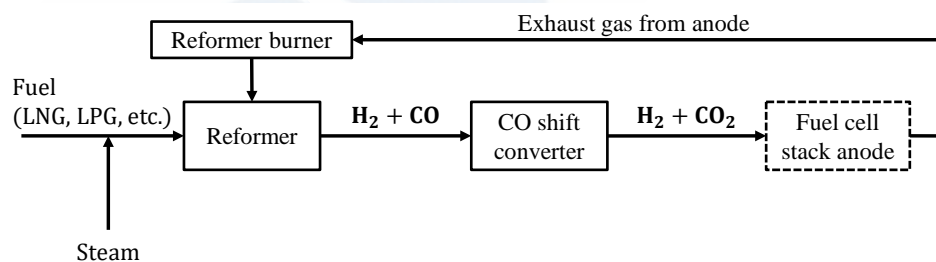 Exhaust gas from anode
Reformer burner
Fuel
(LNG, LPG, etc.)
Reformer
H₂ + CO
CO shift
converter
H₂ + CO₂
Fuel cell
stack anode
Steam